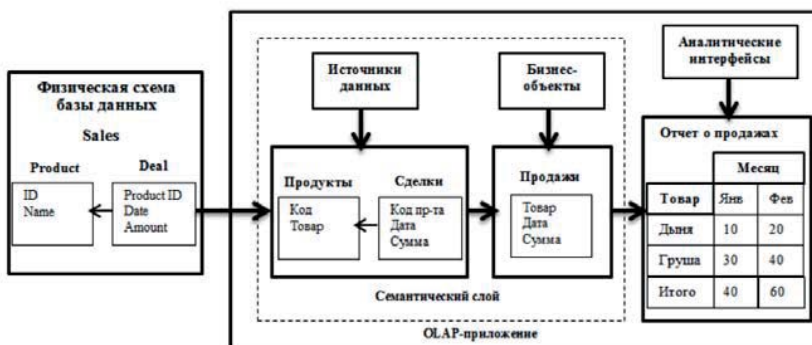 Физическая схема
базы данных
Sales
Product
Deal
ID
Name
Product ID
Date
Amount
Источники
данных
Бизнес-
объекты
Аналитические
интерфейсы
Продукты
Сделки
Код
Товар
Код пр-та
Дата
Сумма
Продажи
Товар
Дата
Сумма
Семантический слой
OLAP-приложение
Отчет о продажах
Месяц
Товар Янв Фев
Дыня 10 20
Груша 30 40
Итого 40 60